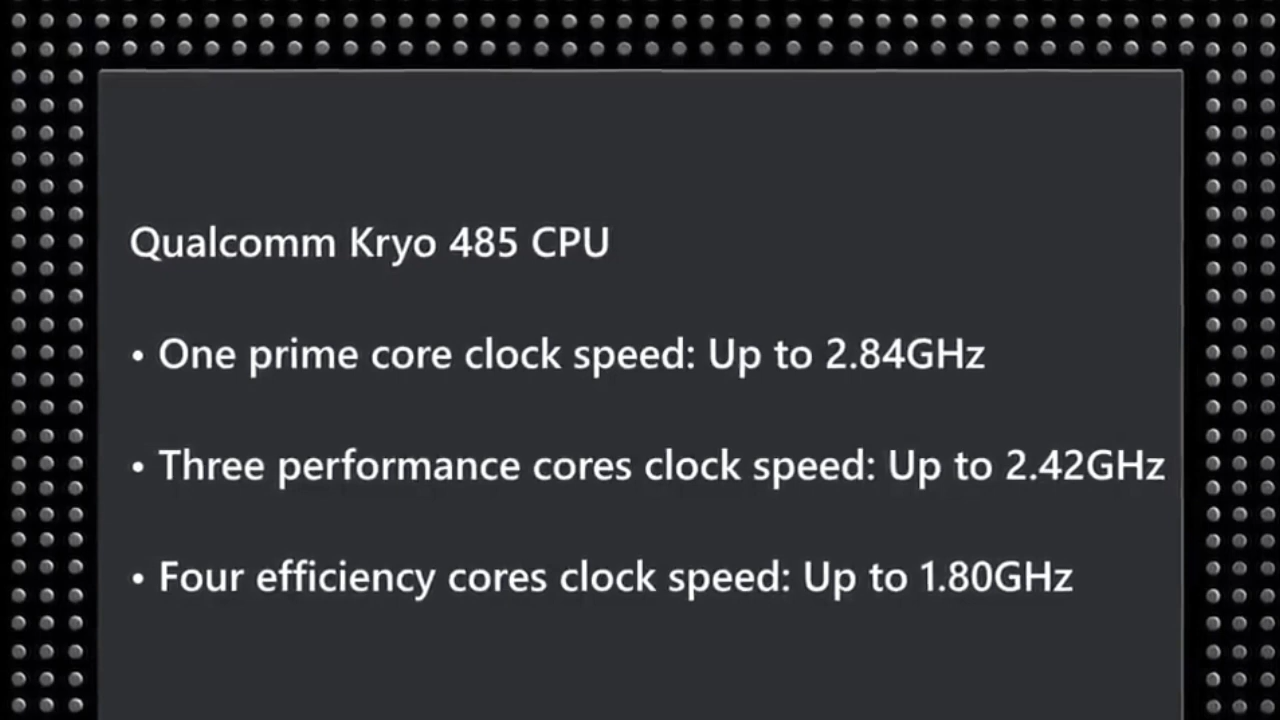 Qualcomm Kryo 485 CPU
• One prime core clock speed: Up to 2.84GHz
• Three performance cores clock speed: Up to 2.42GHz
• Four efficiency cores clock speed: Up to 1.80GHz